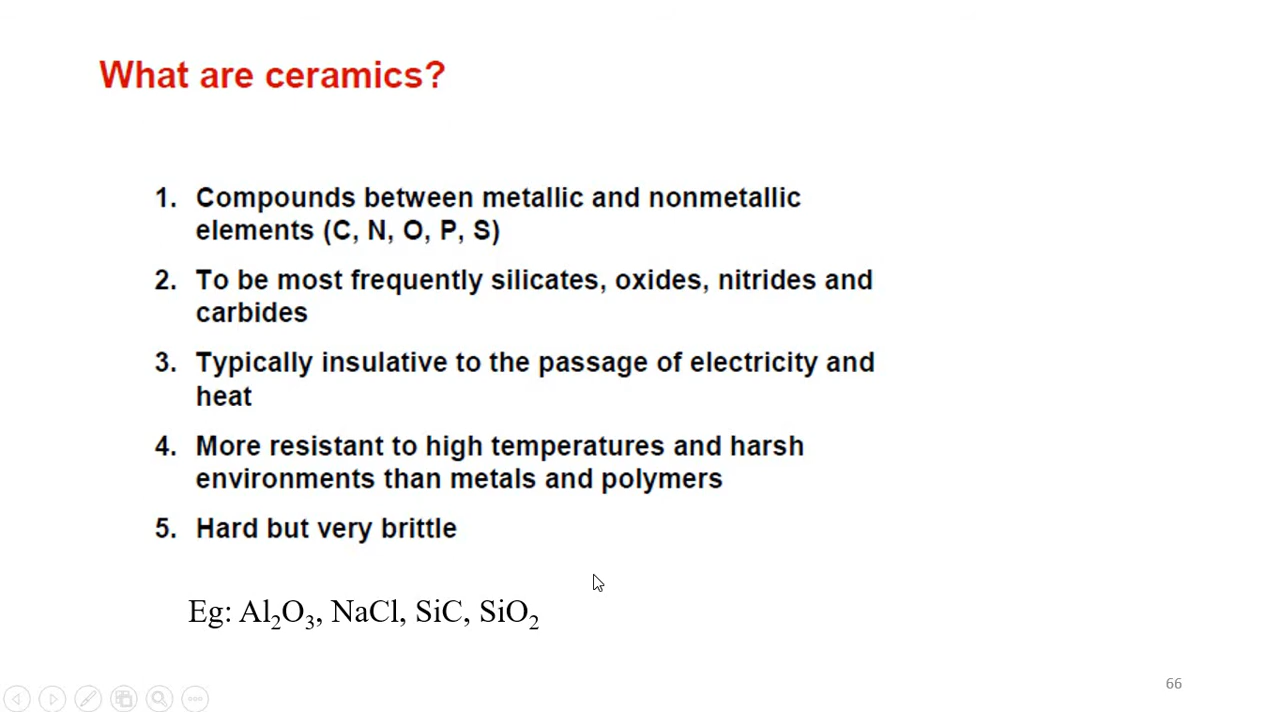 What are ceramics?
1. Compounds between metallic and nonmetallic
elements (C, N, O, P, S)
2. To be most frequently silicates, oxides, nitrides and
carbides
3. Typically insulative to the passage of electricity and
heat
4. More resistant to high temperatures and harsh
environments than metals and polymers
5. Hard but very brittle
Eg: Al₂O₃, NaCl, SiC, SiO₂
66